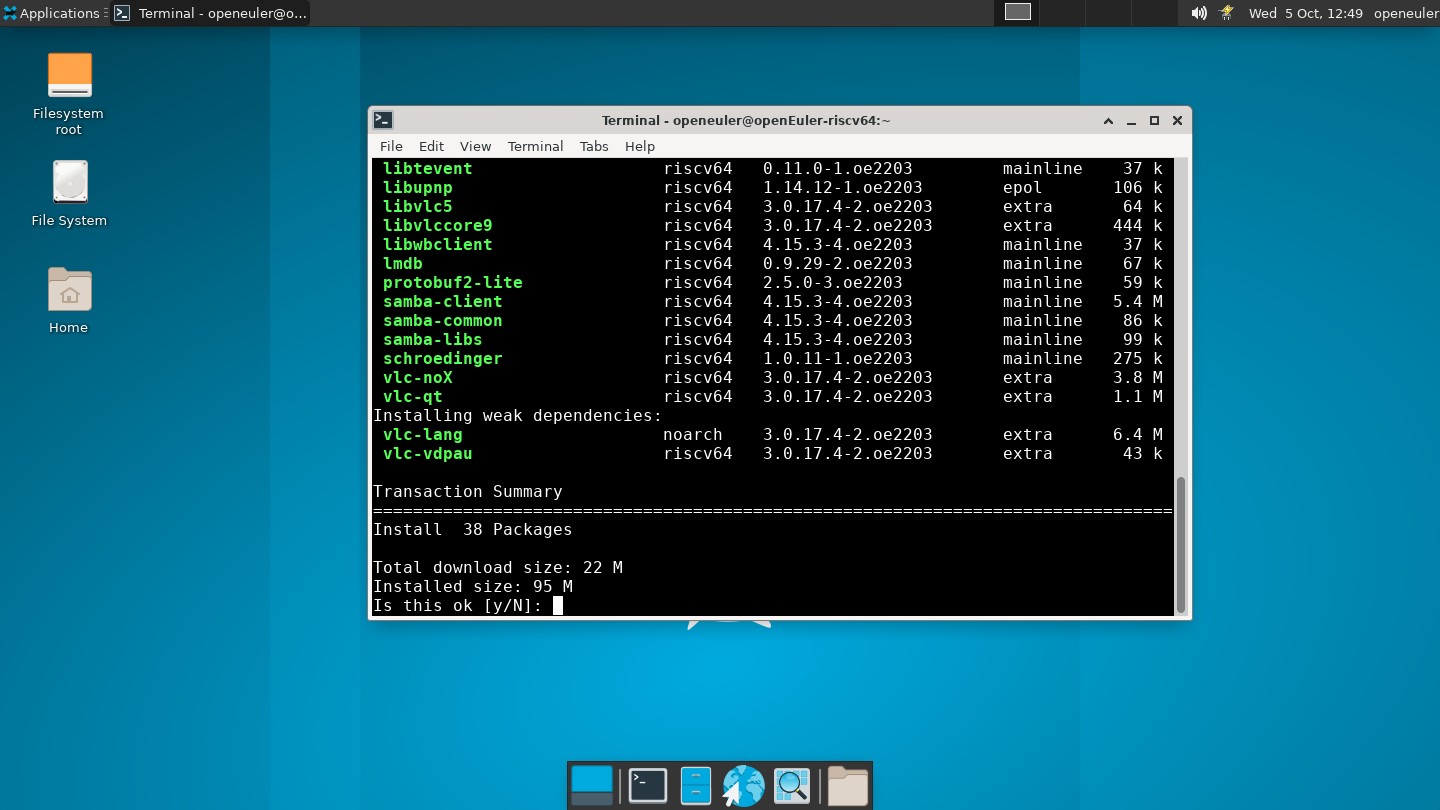 Applications
Terminal - openeuler@o...
Wed 5 Oct, 12:49
openeuler
Filesystem
root
File System
Home
Terminal - openeuler@openEuler-riscv64:~
File Edit View Terminal Tabs Help
libtevent riscv64 0.11.0-1.oe2203 mainline 37 k
libupnp riscv64 1.14.12-1.oe2203 epol 106 k
libvlc5 riscv64 3.0.17.4-2.oe2203 extra 64 k
libvlccore9 riscv64 3.0.17.4-2.oe2203 extra 444 k
libwbclient riscv64 4.15.3-4.oe2203 mainline 37 k
lmdb riscv64 0.9.29-2.oe2203 mainline 67 k
protobuf2-lite riscv64 2.5.0-3.oe2203 mainline 59 k
samba-client riscv64 4.15.3-4.oe2203 mainline 5.4 M
samba-common riscv64 4.15.3-4.oe2203 mainline 86 k
samba-libs riscv64 4.15.3-4.oe2203 mainline 99 k
schroedinger riscv64 1.0.11-1.oe2203 mainline 275 k
vlc-noX riscv64 3.0.17.4-2.oe2203 extra 3.8 M
vlc-qt riscv64 3.0.17.4-2.oe2203 extra 1.1 M
Installing weak dependencies:
vlc-lang noarch 3.0.17.4-2.oe2203 extra 6.4 M
vlc-vdpau riscv64 3.0.17.4-2.oe2203 extra 43 k
Transaction Summary
================================================================================
Install 38 Packages
Total download size: 22 M
Installed size: 95 M
Is this ok [y/N]: